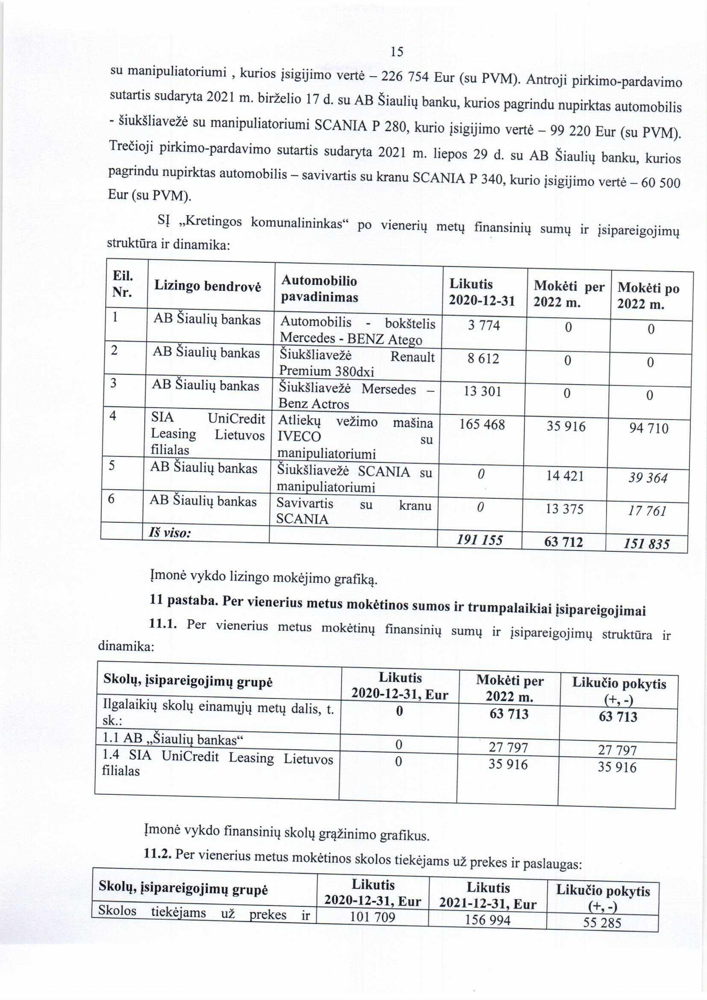 15
su manipuliatoriumi , kurios įsigijimo vertė – 226 754 Eur (su PVM). Antroji pirkimo-pardavimo
sutartis sudaryta 2021 m. birželio 17 d. su AB Šiaulių banku, kurios pagrindu nupirktas automobilis
- šiukšliavežė su manipuliatoriumi SCANIA P 280, kurio įsigijimo vertė – 99 220 Eur (su PVM).
Trečioji pirkimo-pardavimo sutartis sudaryta 2021 m. liepos 29 d. su AB Šiaulių banku, kurios
pagrindu nupirktas automobilis – savivartis su kranu SCANIA P 340, kurio įsigijimo vertė – 60 500
Eur (su PVM).
SĮ „Kretingos komunalininkas“ po vienerių metų finansinių sumų ir įsipareigojimų
struktūra ir dinamika:
Eil. Nr. Lizingo bendrovė Automobilio pavadinimas Likutis 2020-12-31 Mokėti per 2022 m. Mokėti po 2022 m.
1 AB Šiaulių bankas Automobilis - bokštelis Mercedes - BENZ Atego 3 774 0 0
2 AB Šiaulių bankas Šiukšliavežė Renault Premium 380dxi 8 612 0 0
3 AB Šiaulių bankas Šiukšliavežė Mersedes – Benz Actros 13 301 0 0
4 SIA UniCredit Leasing Lietuvos filialas Atliekų vežimo mašina IVECO su manipuliatoriumi 165 468 35 916 94 710
5 AB Šiaulių bankas Šiukšliavežė SCANIA su manipuliatoriumi 0 14 421 39 364
6 AB Šiaulių bankas Savivartis su kranu SCANIA 0 13 375 17 761
Iš viso: 191 155 63 712 151 835
Įmonė vykdo lizingo mokėjimo grafiką.
11 pastaba. Per vienerius metus mokėtinos sumos ir trumpalaikiai įsipareigojimai
11.1. Per vienerius metus mokėtinų finansinių sumų ir įsipareigojimų struktūra ir
dinamika:
Skolų, įsipareigojimų grupė Likutis 2020-12-31, Eur Mokėti per 2022 m. Likučio pokytis (+, -)
Ilgalaikių skolų einamųjų metų dalis, t. sk.: 0 63 713 63 713
1.1 AB „Šiaulių bankas“ 0 27 797 27 797
1.4 SIA UniCredit Leasing Lietuvos filialas 0 35 916 35 916
Įmonė vykdo finansinių skolų grąžinimo grafikus.
11.2. Per vienerius metus mokėtinos skolos tiekėjams už prekes ir paslaugas:
Skolų, įsipareigojimų grupė Likutis 2020-12-31, Eur Likutis 2021-12-31, Eur Likučio pokytis (+, -)
Skolos tiekėjams už prekes ir 101 709 156 994 55 285